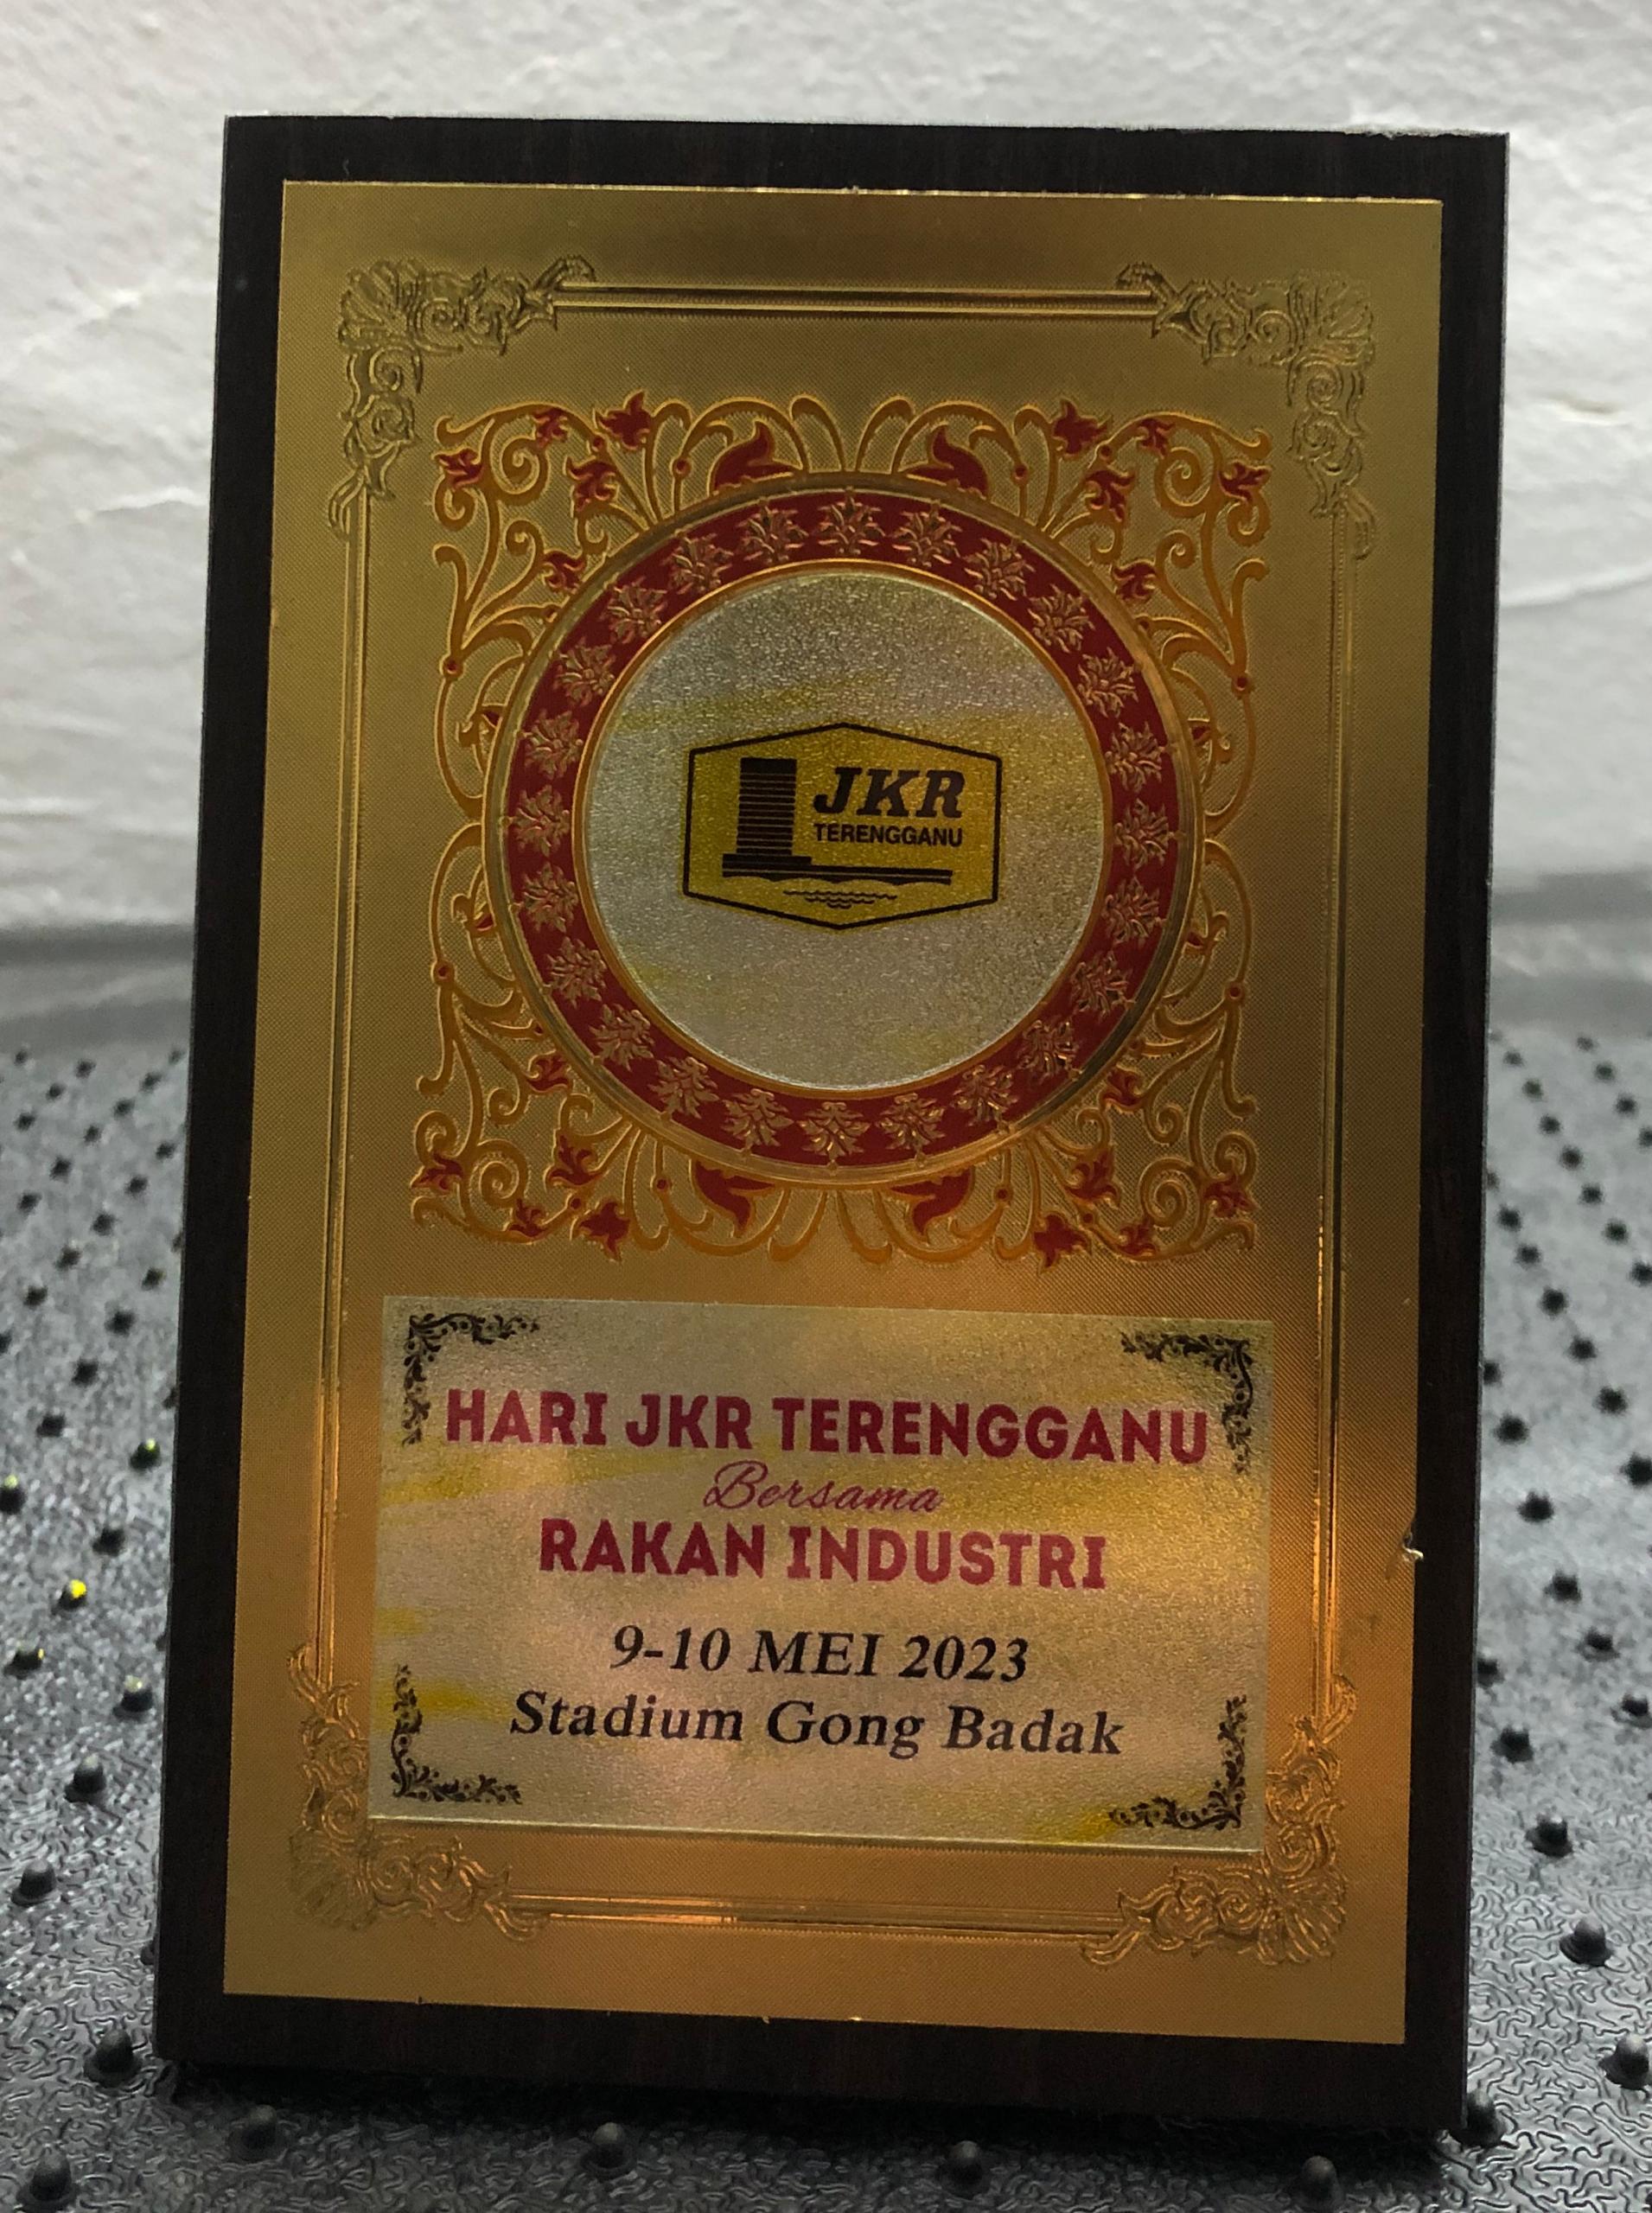 JKR
TERENGGANU
HARI JKR TERENGGANU
Bersama
RAKAN INDUSTRI
9-10 MEI 2023
Stadium Gong Badak